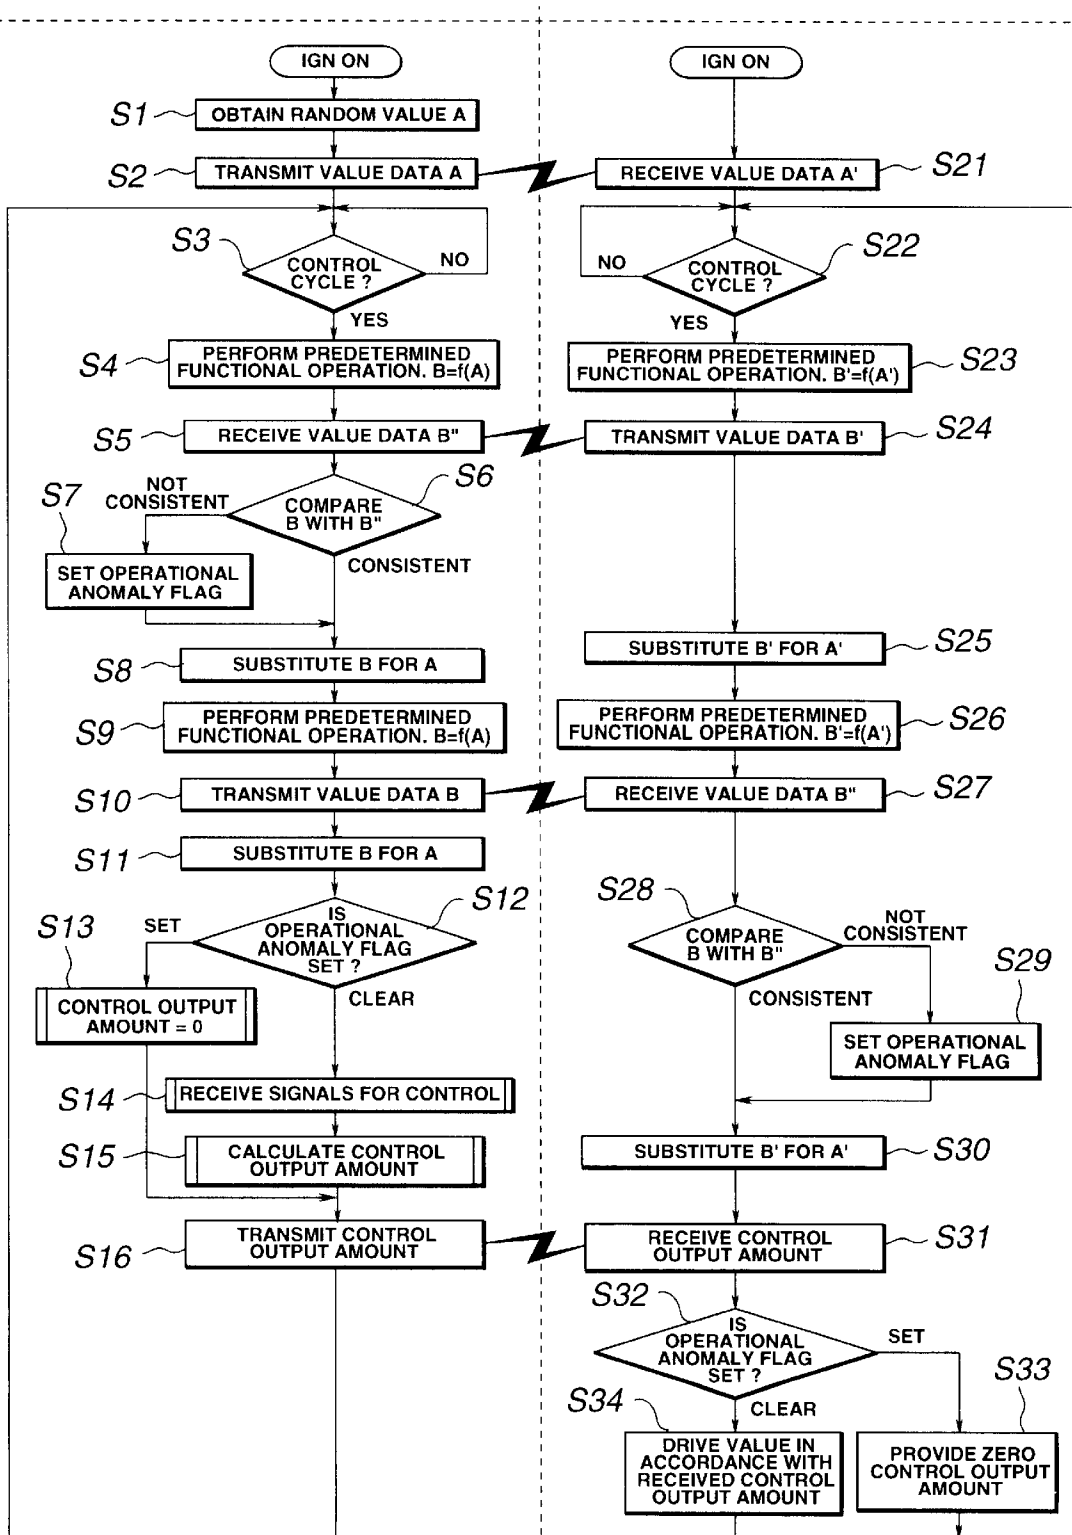 IGN ON
S1
OBTAIN RANDOM VALUE A
S2
TRANSMIT VALUE DATA A
S3
CONTROL
CYCLE ?
NO
YES
S4
PERFORM PREDETERMINED
FUNCTIONAL OPERATION. B=f(A)
S5
RECEIVE VALUE DATA B"
S6
COMPARE
B WITH B"
NOT
CONSISTENT
CONSISTENT
S7
SET OPERATIONAL
ANOMALY FLAG
S8
SUBSTITUTE B FOR A
S9
PERFORM PREDETERMINED
FUNCTIONAL OPERATION. B=f(A)
S10
TRANSMIT VALUE DATA B
S11
SUBSTITUTE B FOR A
S12
IS
OPERATIONAL
ANOMALY FLAG
SET ?
SET
CLEAR
S13
CONTROL OUTPUT
AMOUNT = 0
S14
RECEIVE SIGNALS FOR CONTROL
S15
CALCULATE CONTROL
OUTPUT AMOUNT
S16
TRANSMIT CONTROL
OUTPUT AMOUNT
IGN ON
S21
RECEIVE VALUE DATA A'
S22
CONTROL
CYCLE ?
NO
YES
S23
PERFORM PREDETERMINED
FUNCTIONAL OPERATION. B'=f(A')
S24
TRANSMIT VALUE DATA B'
S25
SUBSTITUTE B' FOR A'
S26
PERFORM PREDETERMINED
FUNCTIONAL OPERATION. B'=f(A')
S27
RECEIVE VALUE DATA B"
S28
COMPARE
B WITH B"
NOT
CONSISTENT
CONSISTENT
S29
SET OPERATIONAL
ANOMALY FLAG
S30
SUBSTITUTE B' FOR A'
S31
RECEIVE CONTROL
OUTPUT AMOUNT
S32
IS
OPERATIONAL
ANOMALY FLAG
SET ?
SET
CLEAR
S33
PROVIDE ZERO
CONTROL OUTPUT
AMOUNT
S34
DRIVE VALUE IN
ACCORDANCE WITH
RECEIVED CONTROL
OUTPUT AMOUNT